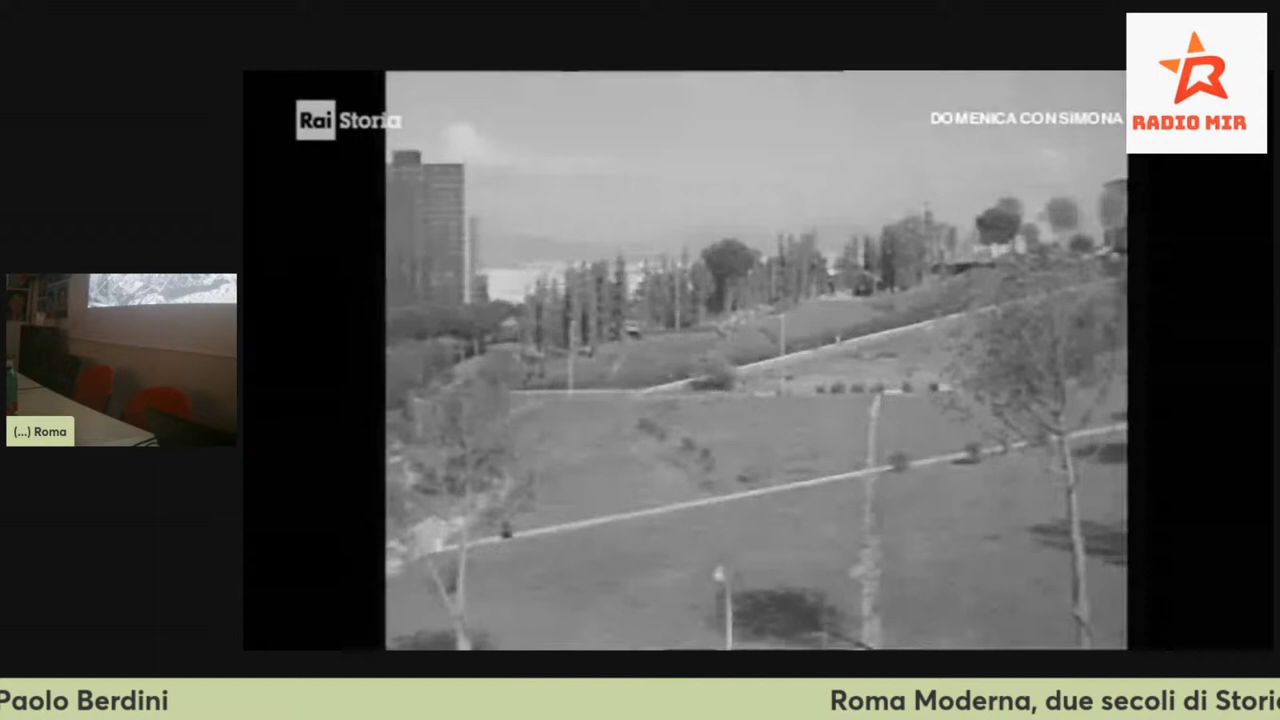 Rai Storia
DOMENICA CON SIMONA
RADIO MIR
(...) Roma
Paolo Berdini
Roma Moderna, due secoli di Storia